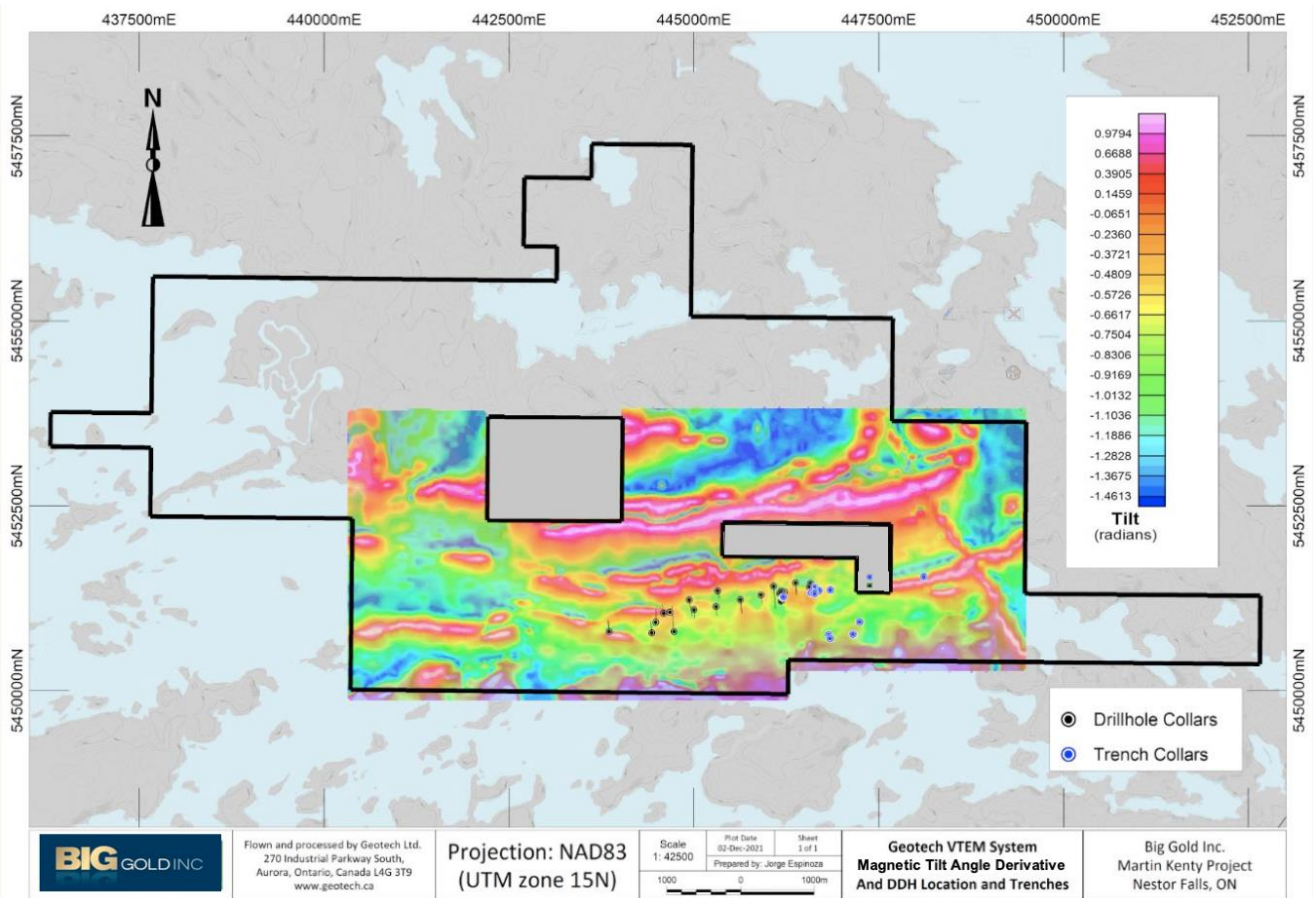 437500mE
440000mE
442500mE
445000mE
447500mE
450000mE
452500mE
N
5457500mN
5455000mN
5452500mN
5450000mN
5457500mN
5455000mN
5452500mN
5450000mN
0.9794
0.6688
0.3905
0.1459
-0.0651
-0.2360
-0.3721
-0.4809
-0.5726
-0.6617
-0.7504
-0.8306
-0.9169
-1.0132
-1.1036
-1.1886
-1.2828
-1.3675
-1.4613
Tilt
(radians)
Drillhole Collars
Trench Collars
BIG GOLD INC
Flown and processed by Geotech Ltd.
270 Industrial Parkway South,
Aurora, Ontario, Canada L4G 3T9
www.geotech.ca
Projection: NAD83
(UTM zone 15N)
Scale
1: 42500
Plot Date
02-Dec-2021
Sheet
1 of 1
Prepared by: Jorge Espinoza
1000 0 1000m
Geotech VTEM System
Magnetic Tilt Angle Derivative
And DDH Location and Trenches
Big Gold Inc.
Martin Kenty Project
Nestor Falls, ON